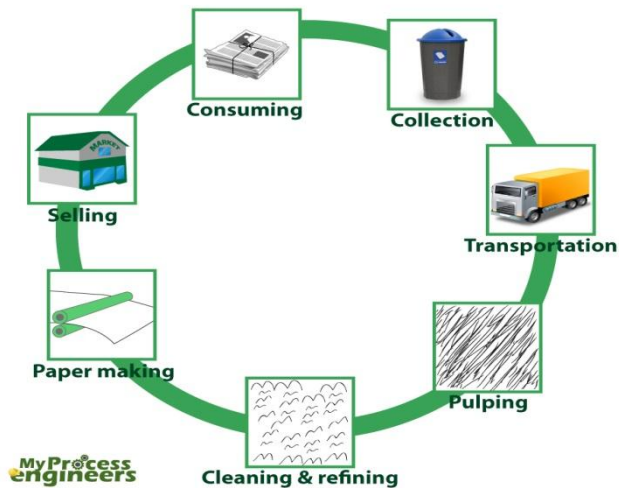 Consuming
Collection
MARKET
Selling
Transportation
Paper making
Pulping
Cleaning & refining
MyProcess
engineers